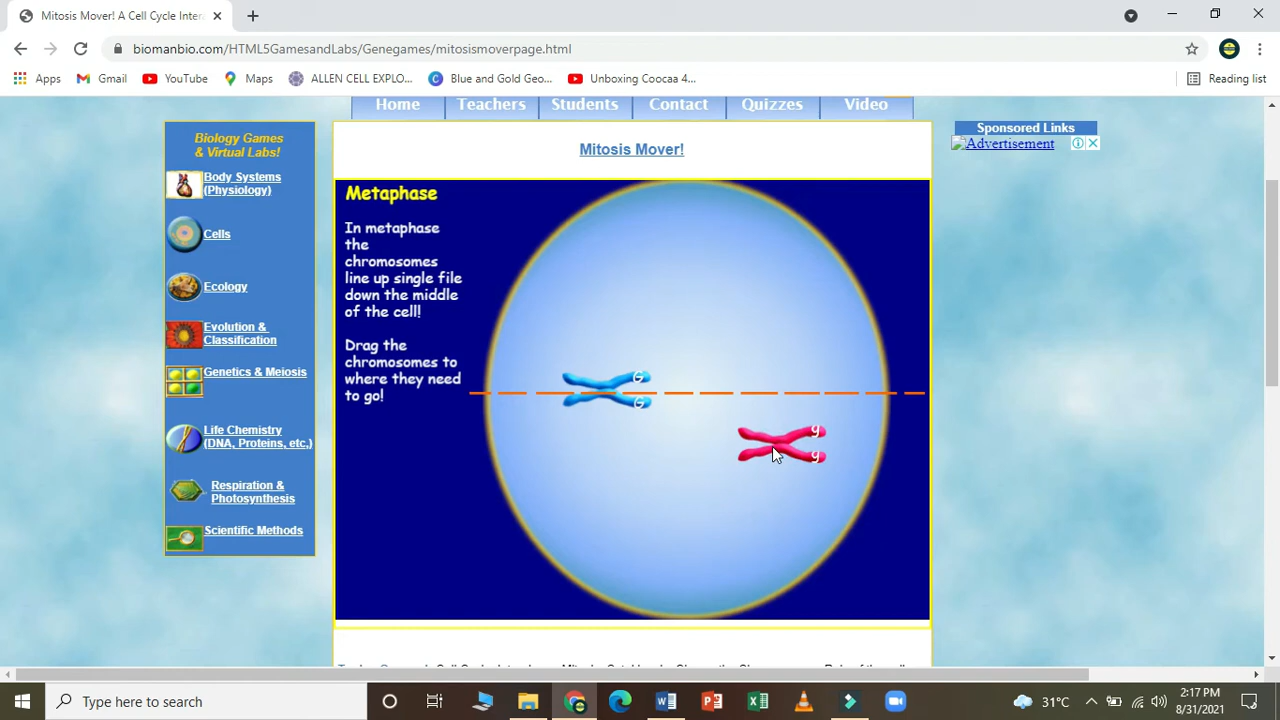 Mitosis Mover! A Cell Cycle Inter
biomanbio.com/HTML5GamesandLabs/Genegames/mitosismoverpage.html
Apps
Gmail
YouTube
Maps
ALLEN CELL EXPLO...
Blue and Gold Geo...
Unboxing Coocaa 4...
Reading list
Home
Teachers
Students
Contact
Quizzes
Video
Biology Games
& Virtual Labs!
Body Systems
(Physiology)
Cells
Ecology
Evolution &
Classification
Genetics & Meiosis
Life Chemistry
(DNA, Proteins, etc,)
Respiration &
Photosynthesis
Scientific Methods
Mitosis Mover!
Metaphase
In metaphase
the
chromosomes
line up single file
down the middle
of the cell!
Drag the
chromosomes to
where they need
to go!
G
G
g
g
Sponsored Links
Advertisement
Type here to search
31°C
2:17 PM
8/31/2021